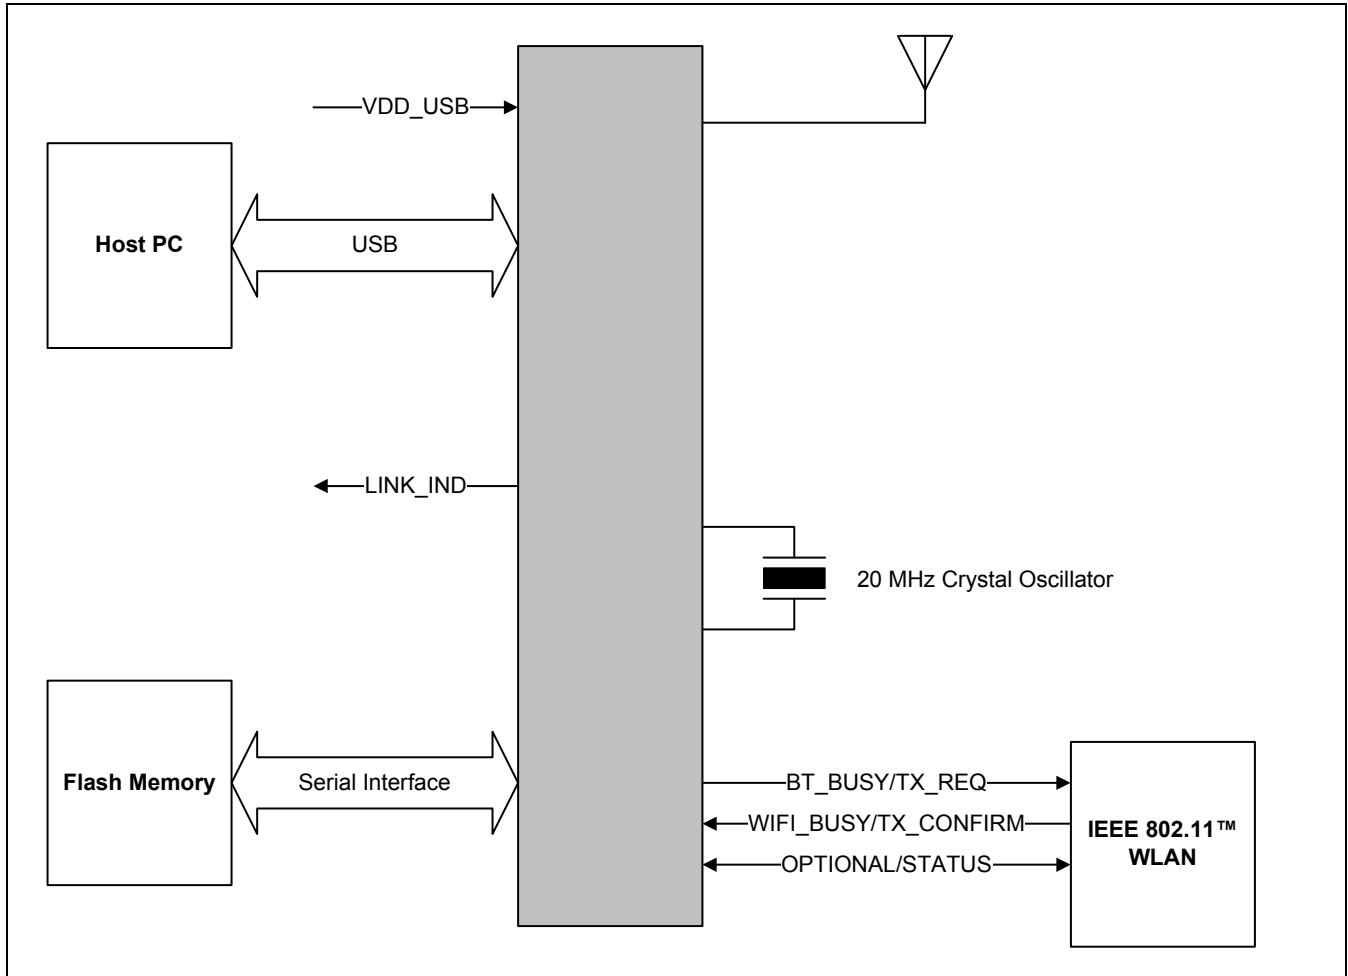 VDD_USB
Host PC
USB
LINK_IND
20 MHz Crystal Oscillator
Flash Memory
Serial Interface
BT_BUSY/TX_REQ
WIFI_BUSY/TX_CONFIRM
OPTIONAL/STATUS
IEEE 802.11™
WLAN